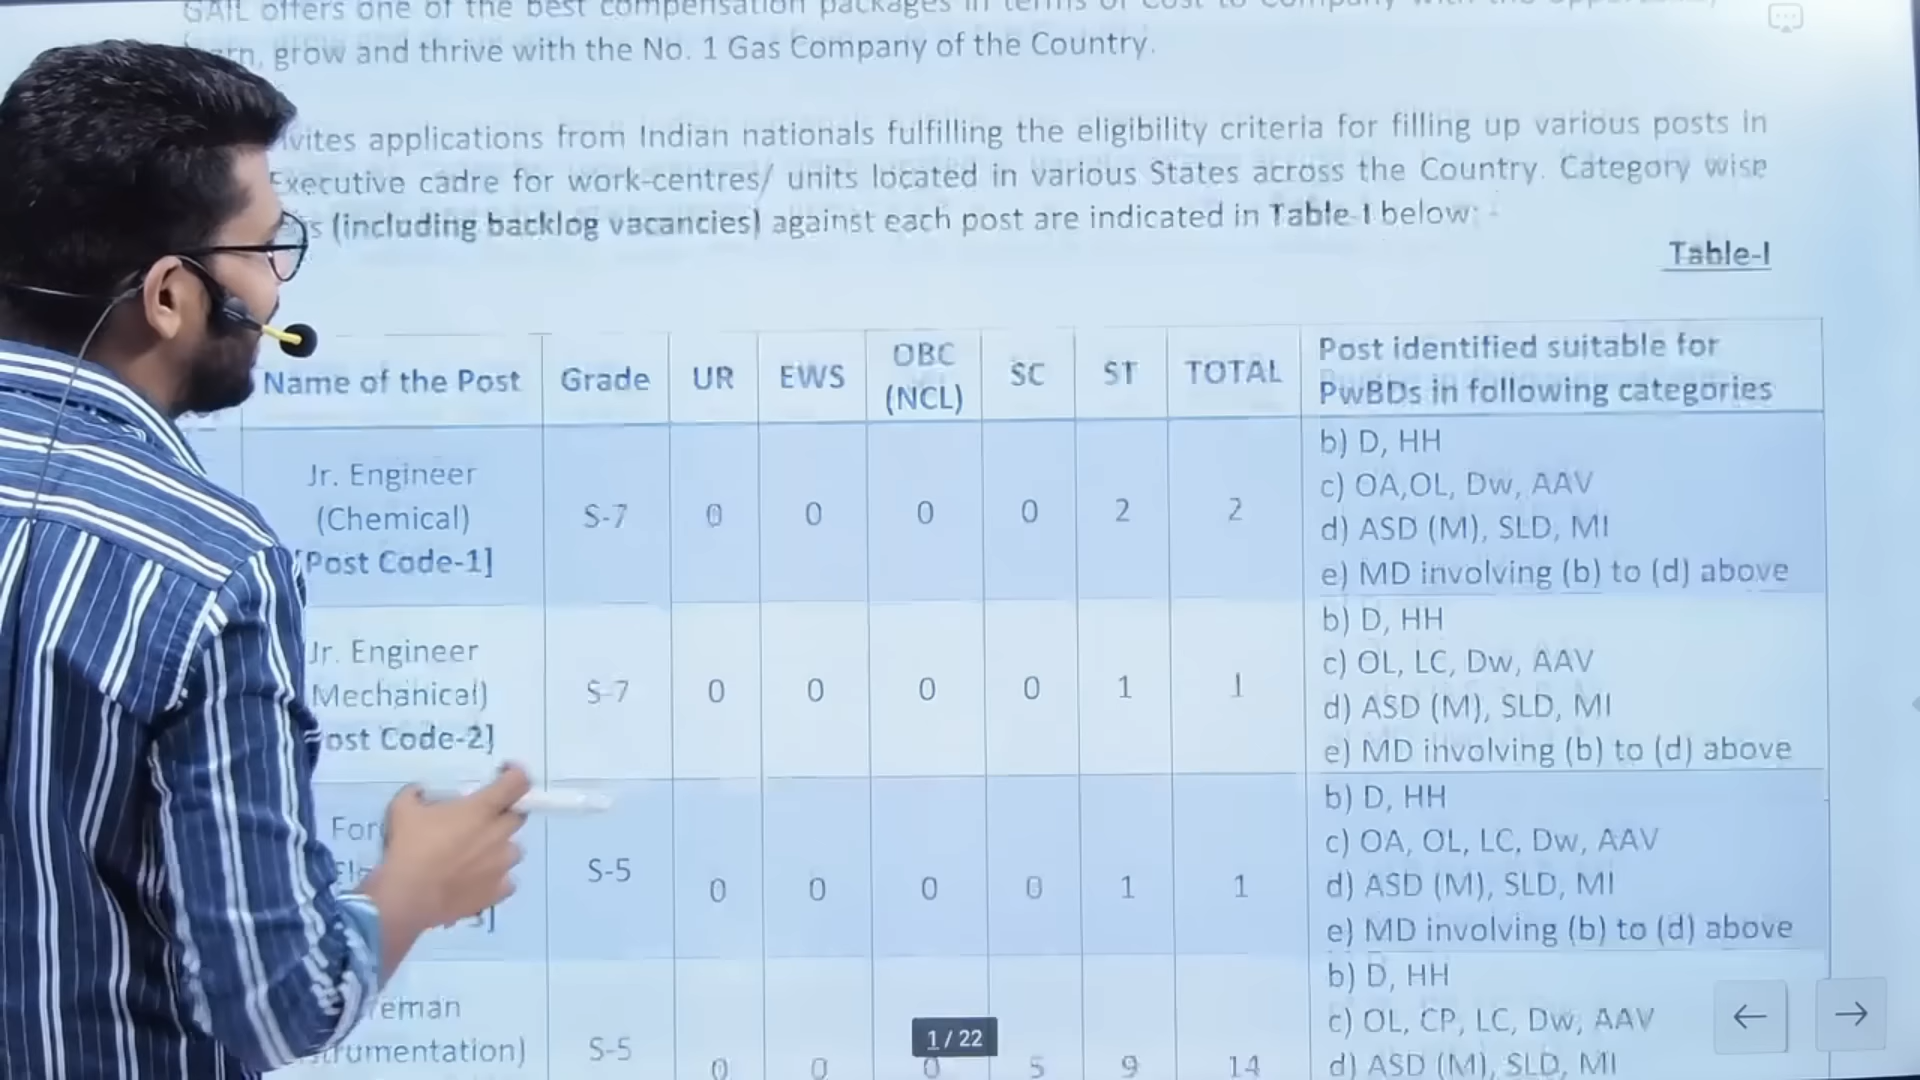 GAIL offers one of the best compensation packages in terms of Cost to Company with the
grow and thrive with the No. 1 Gas Company of the Country.
applications from Indian nationals fulfilling the eligibility criteria for filling up various posts in
Executive cadre for work-centres/ units located in various States across the Country. Category wise
(including backlog vacancies) against each post are indicated in Table I below: -
Table-I
Name of the Post Grade UR EWS OBC (NCL) SC ST TOTAL Post identified suitable for PwBDs in following categories
Jr. Engineer
(Chemical)
[Post Code-1]
S-7 0 0 0 0 2 2
b) D, HH
c) OA,OL, Dw, AAV
d) ASD (M), SLD, MI
e) MD involving (b) to (d) above
Jr. Engineer
Mechanical)
Code-2]
S-7 0 0 0 0 1 1
b) D, HH
c) OL, LC, Dw, AAV
d) ASD (M), SLD, MI
e) MD involving (b) to (d) above
S-5 0 0 0 0 1 1
b) D, HH
c) OA, OL, LC, Dw, AAV
d) ASD (M), SLD, MI
e) MD involving (b) to (d) above
S-5 0 0 0 5 9 14
b) D, HH
c) OL, CP, LC, Dw, AAV
d) ASD (M), SLD, MI
1 / 22